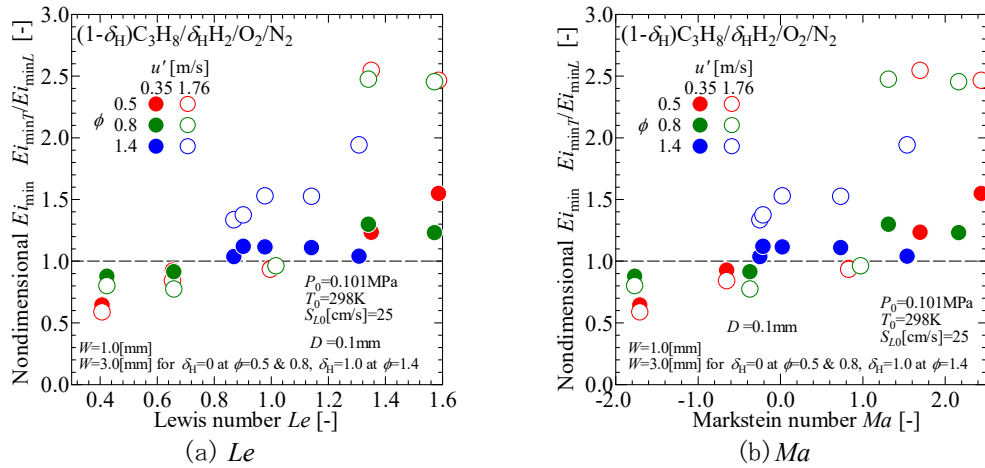 (1-δH)C3H8/δHH2/O2/N2
u′ [m/s]
0.35 1.76
0.5
ϕ 0.8
1.4
P0=0.101MPa
T0=298K
SL0[cm/s]=25
D =0.1mm
W=1.0[mm]
W=3.0[mm] for δH=0 at ϕ=0.5 & 0.8, δH=1.0 at ϕ=1.4
Nondimensional Eimin EiminT/EiminL [-]
3.0
2.5
2.0
1.5
1.0
0.5
0.0
0.4 0.6 0.8 1.0 1.2 1.4 1.6
Lewis number Le [-]
(a) Le
(1-δH)C3H8/δHH2/O2/N2
u′ [m/s]
0.35 1.76
0.5
ϕ 0.8
1.4
D =0.1mm
P0=0.101MPa
T0=298K
SL0[cm/s]=25
W=1.0[mm]
W=3.0[mm] for δH=0 at ϕ=0.5 & 0.8, δH=1.0 at ϕ=1.4
Nondimensional Eimin EiminT/EiminL [-]
3.0
2.5
2.0
1.5
1.0
0.5
0.0
-2.0 -1.0 0.0 1.0 2.0
Markstein number Ma [-]
(b) Ma